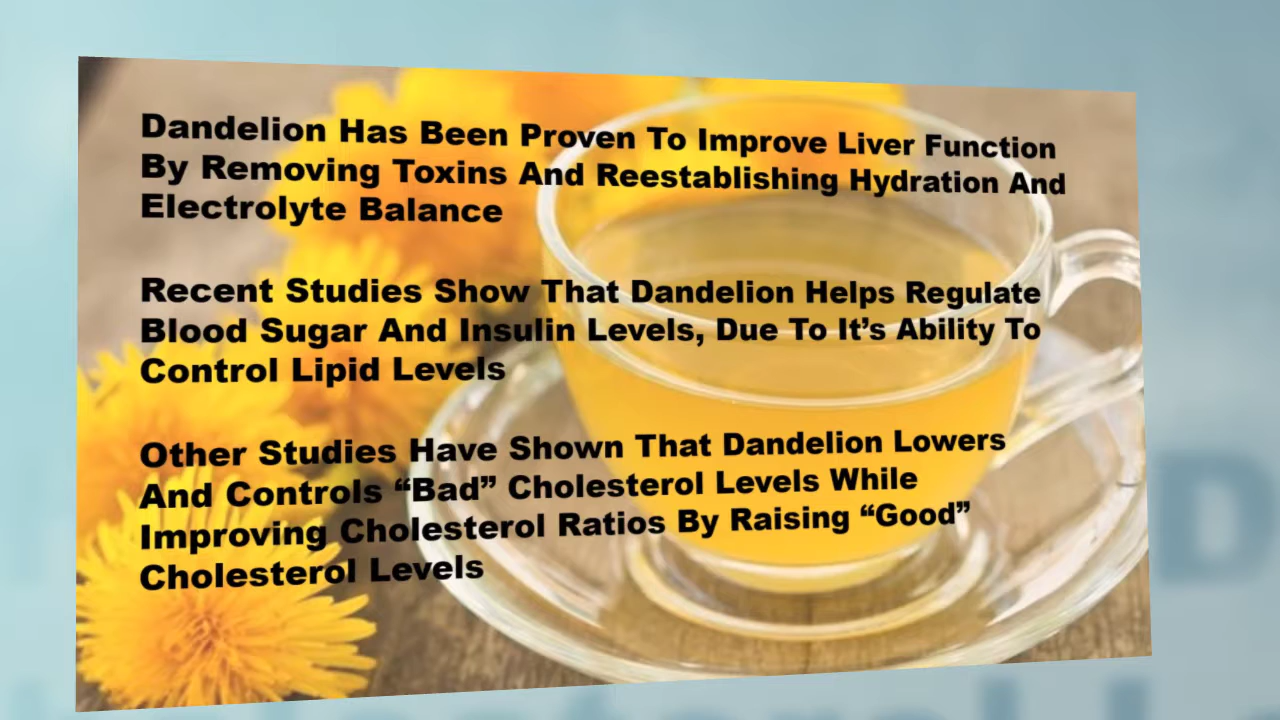 Dandelion Has Been Proven To Improve Liver Function
By Removing Toxins And Reestablishing Hydration And
Electrolyte Balance
Recent Studies Show That Dandelion Helps Regulate
Blood Sugar And Insulin Levels, Due To It’s Ability To
Control Lipid Levels
Other Studies Have Shown That Dandelion Lowers
And Controls “Bad” Cholesterol Levels While
Improving Cholesterol Ratios By Raising “Good”
Cholesterol Levels